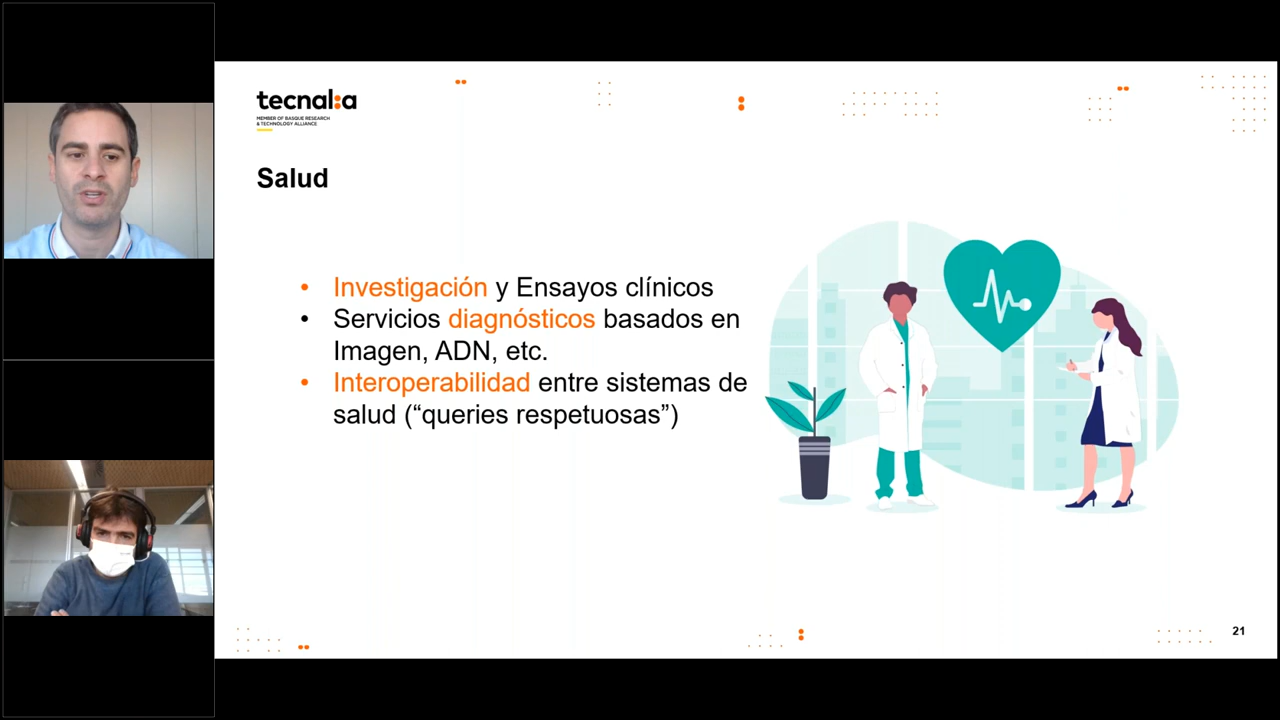 tecnalia
MEMBER OF BASQUE RESEARCH
& TECHNOLOGY ALLIANCE
Salud
• Investigación y Ensayos clínicos
• Servicios diagnósticos basados en
Imagen, ADN, etc.
• Interoperabilidad entre sistemas de
salud (“queries respetuosas”)
21